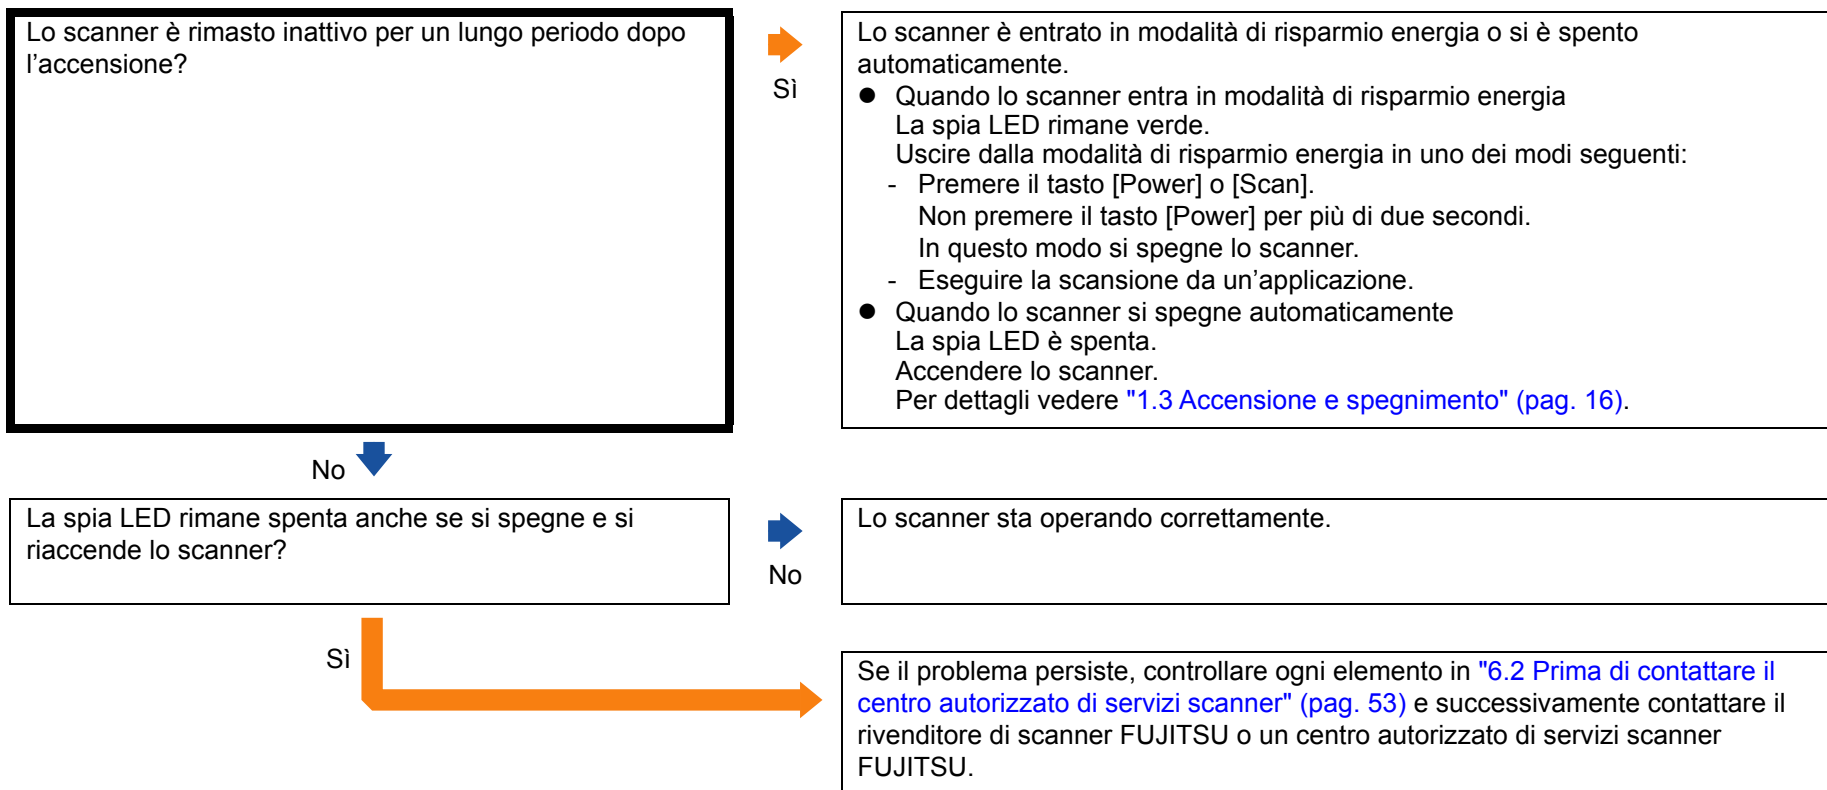 Lo scanner è rimasto inattivo per un lungo periodo dopo
l'accensione?
Sì
Lo scanner è entrato in modalità di risparmio energia o si è spento
automaticamente.
● Quando lo scanner entra in modalità di risparmio energia
La spia LED rimane verde.
Uscire dalla modalità di risparmio energia in uno dei modi seguenti:
- Premere il tasto [Power] o [Scan].
Non premere il tasto [Power] per più di due secondi.
In questo modo si spegne lo scanner.
- Eseguire la scansione da un'applicazione.
● Quando lo scanner si spegne automaticamente
La spia LED è spenta.
Accendere lo scanner.
Per dettagli vedere "1.3 Accensione e spegnimento" (pag. 16).
No
La spia LED rimane spenta anche se si spegne e si
riaccende lo scanner?
No
Lo scanner sta operando correttamente.
Sì
Se il problema persiste, controllare ogni elemento in "6.2 Prima di contattare il
centro autorizzato di servizi scanner" (pag. 53) e successivamente contattare il
rivenditore di scanner FUJITSU o un centro autorizzato di servizi scanner
FUJITSU.